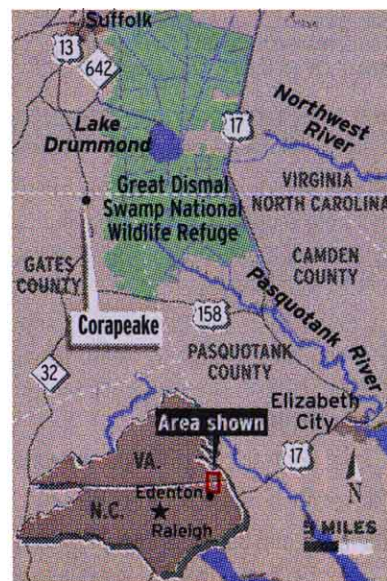 Suffolk
13
642
Lake
Drummond
17
Northwest
River
VIRGINIA
NORTH CAROLINA
Great Dismal
Swamp National
Wildlife Refuge
GATES
COUNTY
CAMDEN
COUNTY
Corapeake
Pasquotank River
158
PASQUOTANK
COUNTY
32
Elizabeth
City
Area shown
17
VA.
Edenton
N.C.
Raleigh
N
MILES